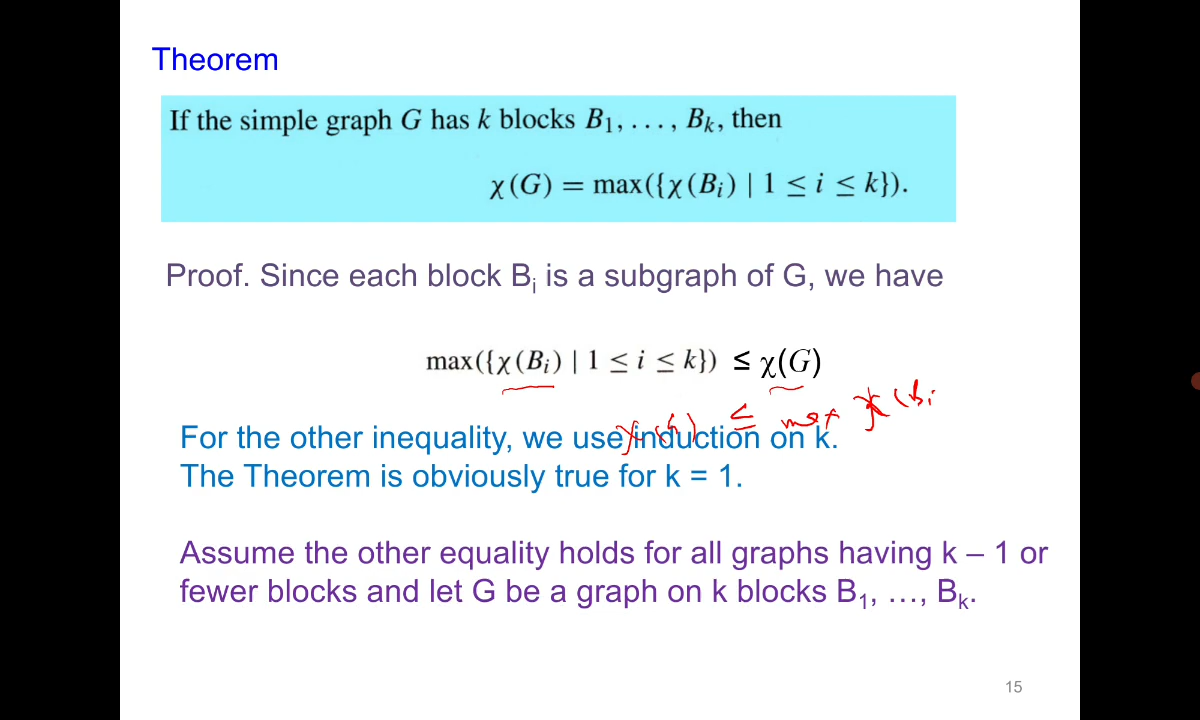 Theorem
If the simple graph G has k blocks B₁, . . . , Bₖ, then
χ(G) = max({χ(Bᵢ) | 1 ≤ i ≤ k}).
Proof. Since each block Bᵢ is a subgraph of G, we have
max({χ(Bᵢ) | 1 ≤ i ≤ k}) ≤ χ(G)
χ(G) ≤ max χ(Bᵢ
For the other inequality, we use induction on k.
The Theorem is obviously true for k = 1.
Assume the other equality holds for all graphs having k – 1 or
fewer blocks and let G be a graph on k blocks B₁, …, Bₖ.
15